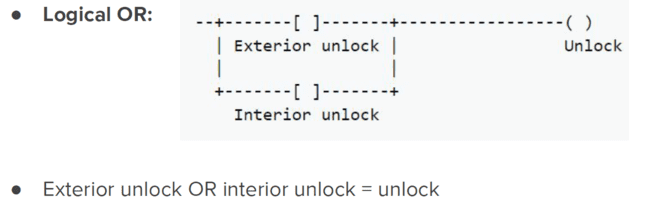 • Logical OR:
--+-------[ ]-------+-----------------( )
| Exterior unlock | Unlock
| |
+-------[ ]-------+
Interior unlock
• Exterior unlock OR interior unlock = unlock